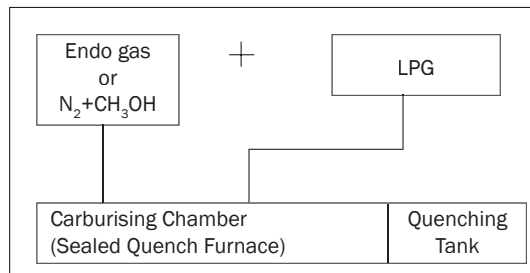 Endo gas
or
N₂+CH₃OH
+
LPG
Carburising Chamber
(Sealed Quench Furnace)
Quenching
Tank